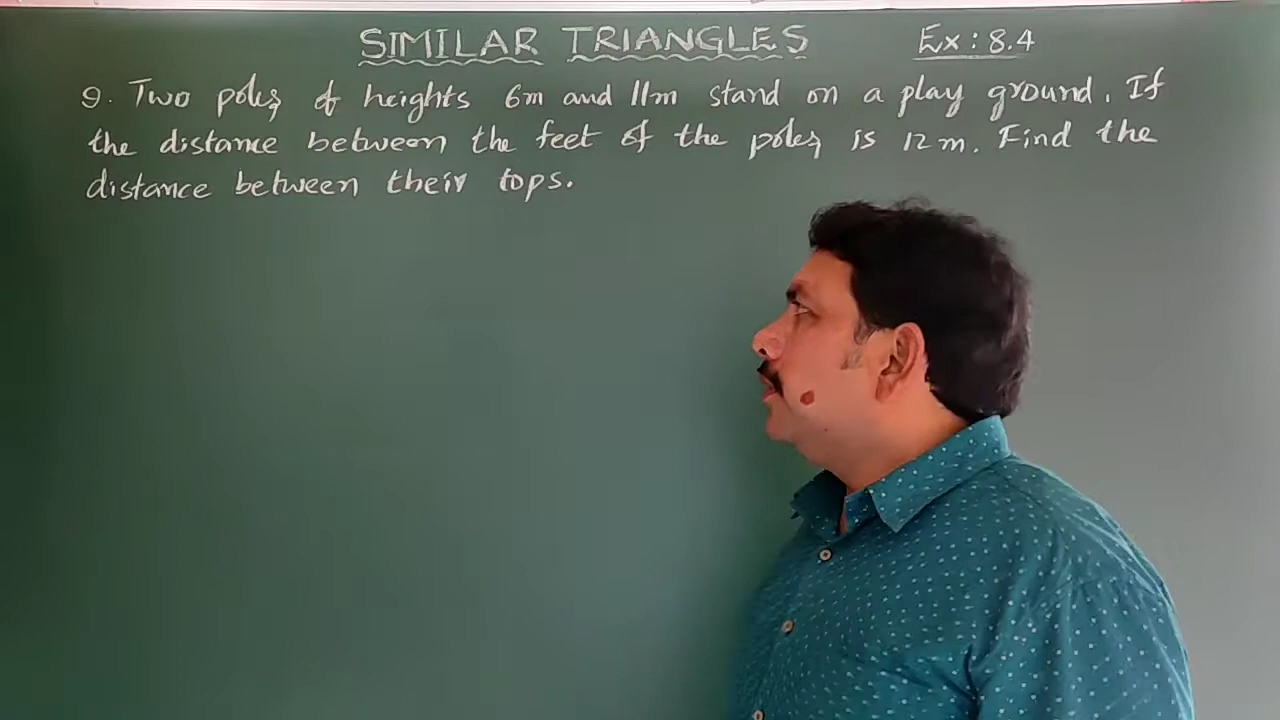 SIMILAR TRIANGLES Ex: 8.4
9. Two poles of heights 6m and 11m stand on a play ground. If
the distance between the feet of the poles is 12m. Find the
distance between their tops.